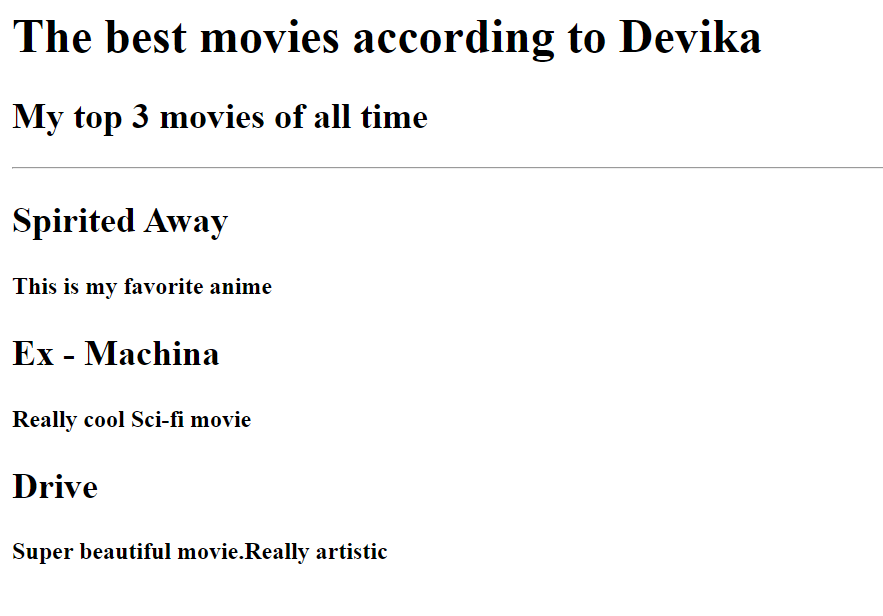 The best movies according to Devika
My top 3 movies of all time
Spirited Away
This is my favorite anime
Ex - Machina
Really cool Sci-fi movie
Drive
Super beautiful movie.Really artistic